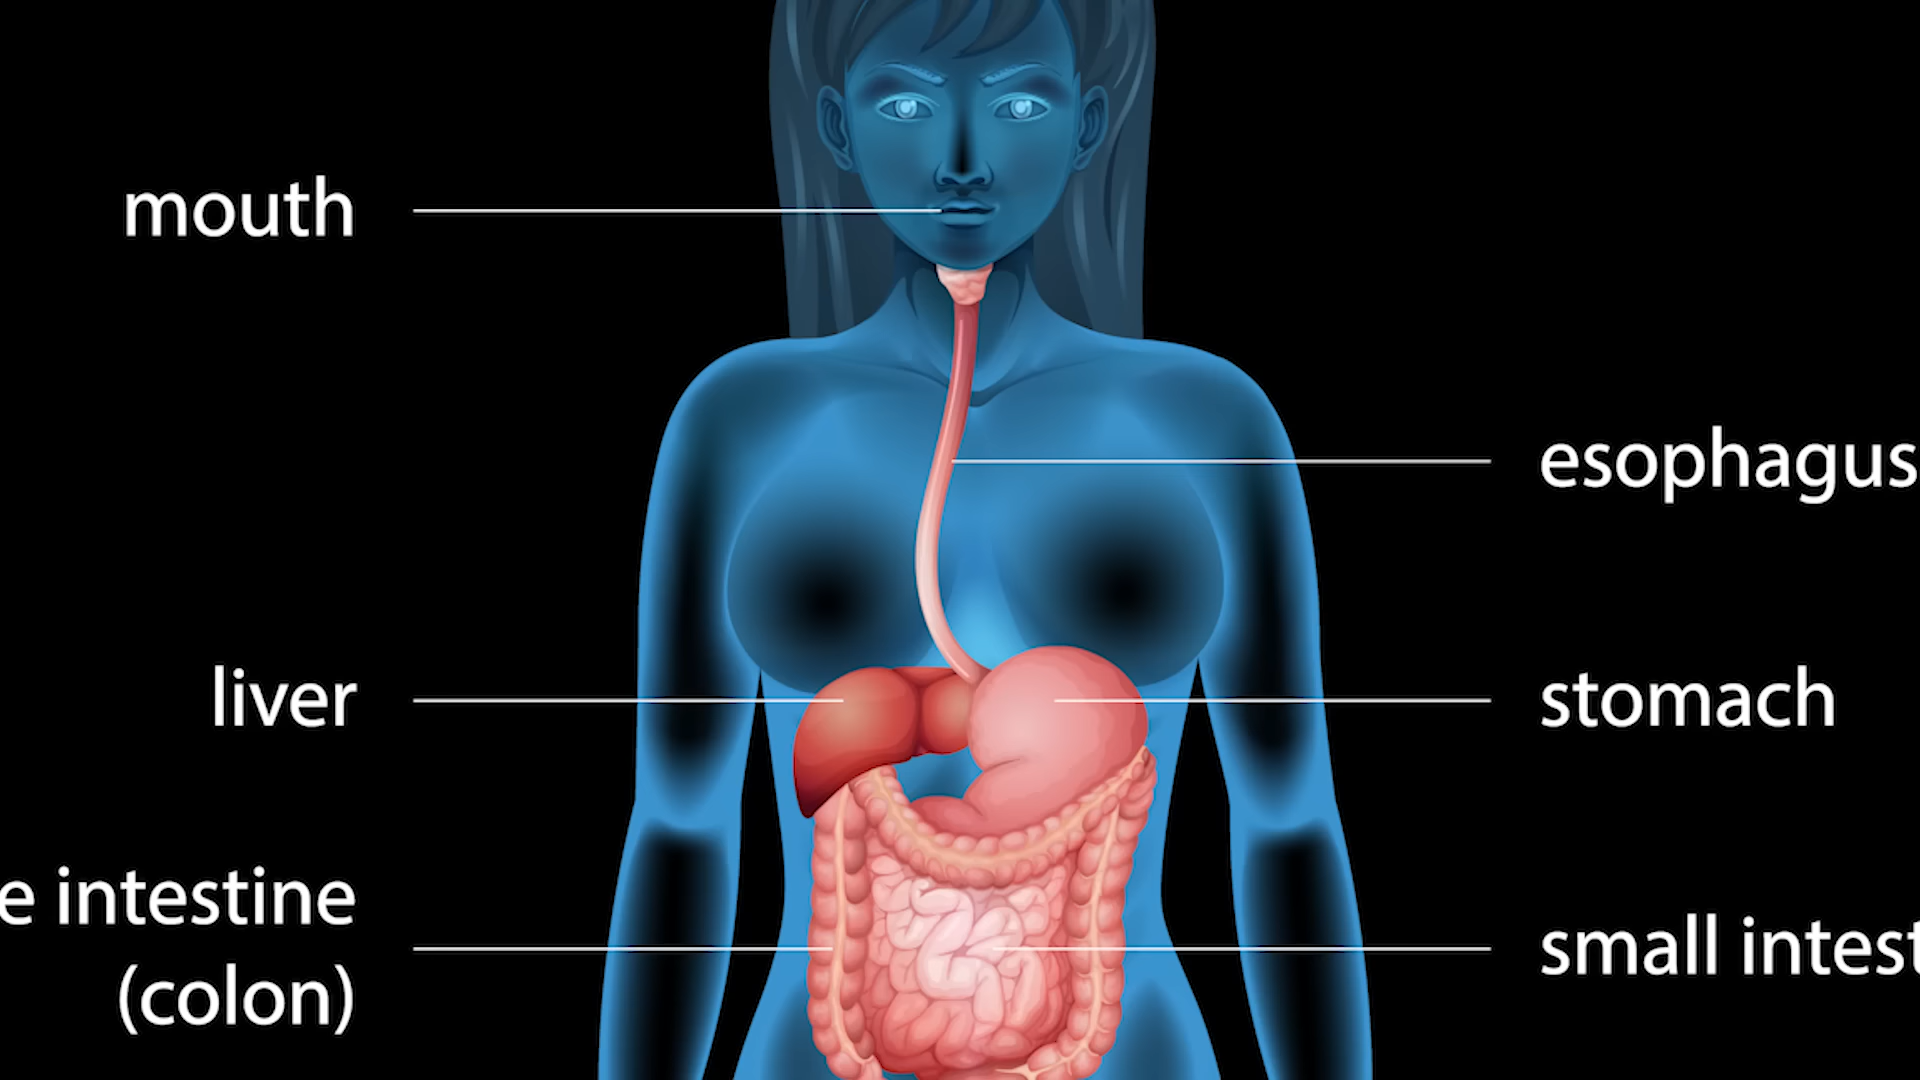 mouth
esophagus
liver
stomach
e intestine
(colon)
small intest